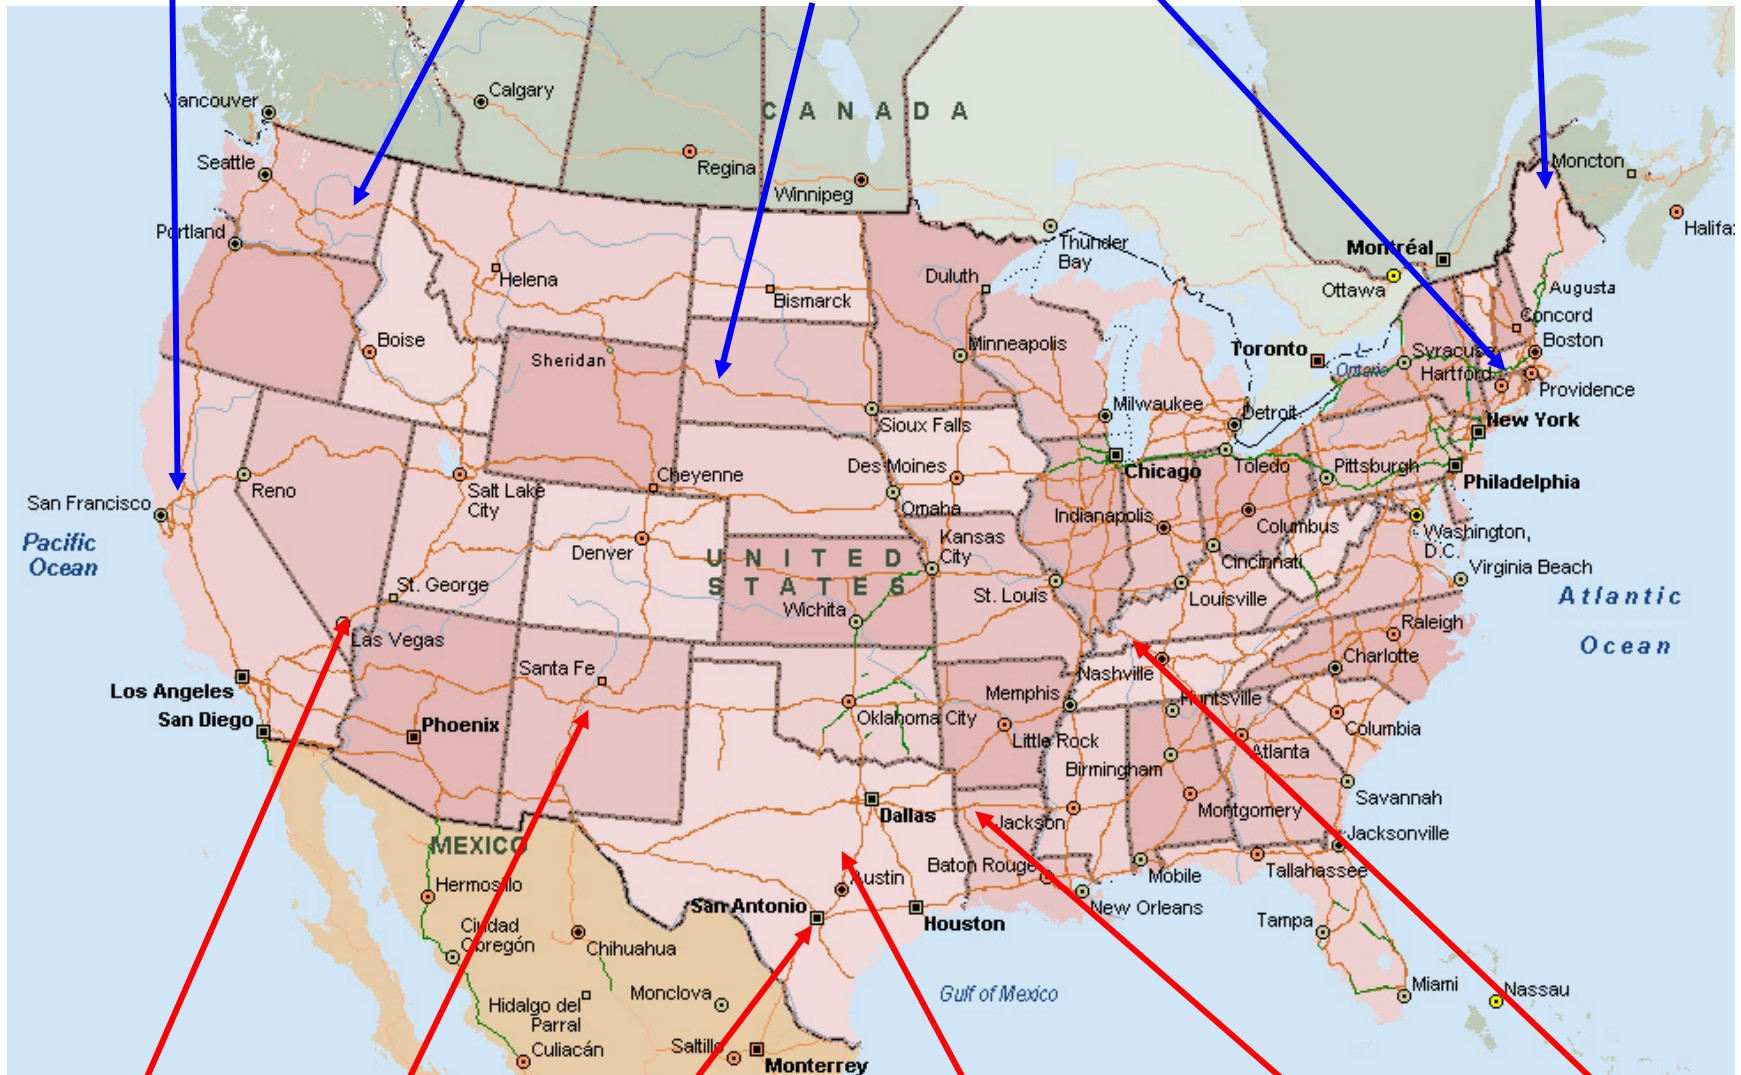 Calgary
Vancouver
CANADA
Regina
Winnipeg
Moncton
Seattle
Portland
Thunder
Bay
Halifa
Montréal
Ottawa
Helena
Bismarck
Duluth
Augusta
Concord
Boise
Sheridan
Minneapolis
Toronto
L.
Ontario
Syracuse
Boston
Hartford
Providence
Milwaukee
Detroit
New York
Sioux Falls
Des Moines
Chicago
Toledo
Pittsburgh
Philadelphia
Reno
Salt Lake
City
Cheyenne
Omaha
San Francisco
Pacific
Ocean
Indianapolis
Columbus
Washington,
D.C.
Denver
UNITED
STATES
Kansas
City
Cincinnati
Virginia Beach
St. George
Wichita
St. Louis
Louisville
Atlantic
Ocean
Las Vegas
Raleigh
Santa Fe
Nashville
Charlotte
Los Angeles
San Diego
Phoenix
Memphis
Huntsville
Oklahoma City
Little Rock
Columbia
Atlanta
Birmingham
Dallas
Jackson
Montgomery
Savannah
MEXICO
Jacksonville
Baton Rouge
Tallahassee
Hermosillo
Austin
Mobile
San Antonio
Houston
New Orleans
Tampa
Ciudad
Obregón
Chihuahua
Hidalgo del
Parral
Monclova
Gulf of Mexico
Miami
Nassau
Culiacán
Saltillo
Monterrey